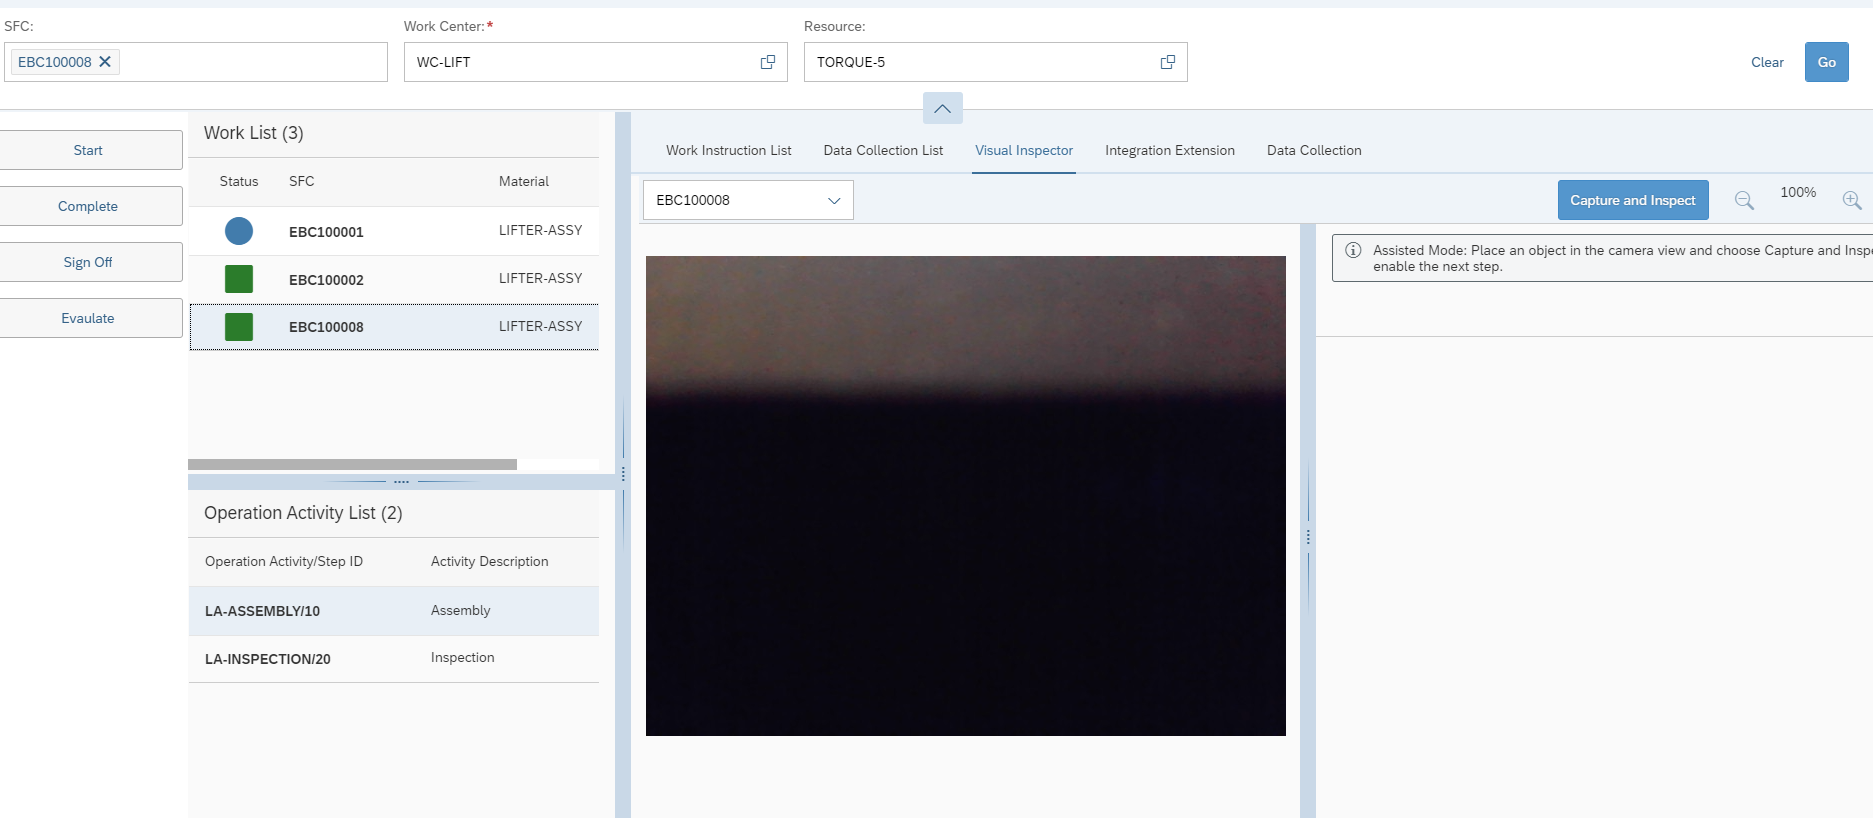 SFC:
Work Center:*
Resource:
EBC100008
WC-LIFT
TORQUE-5
Clear
Go
Start
Complete
Sign Off
Evaulate
Work List (3)
Status SFC Material
EBC100001 LIFTER-ASSY
EBC100002 LIFTER-ASSY
EBC100008 LIFTER-ASSY
Operation Activity List (2)
Operation Activity/Step ID Activity Description
LA-ASSEMBLY/10 Assembly
LA-INSPECTION/20 Inspection
Work Instruction List Data Collection List Visual Inspector Integration Extension Data Collection
EBC100008
Capture and Inspect
100%
Assisted Mode: Place an object in the camera view and choose Capture and Inspe
enable the next step.